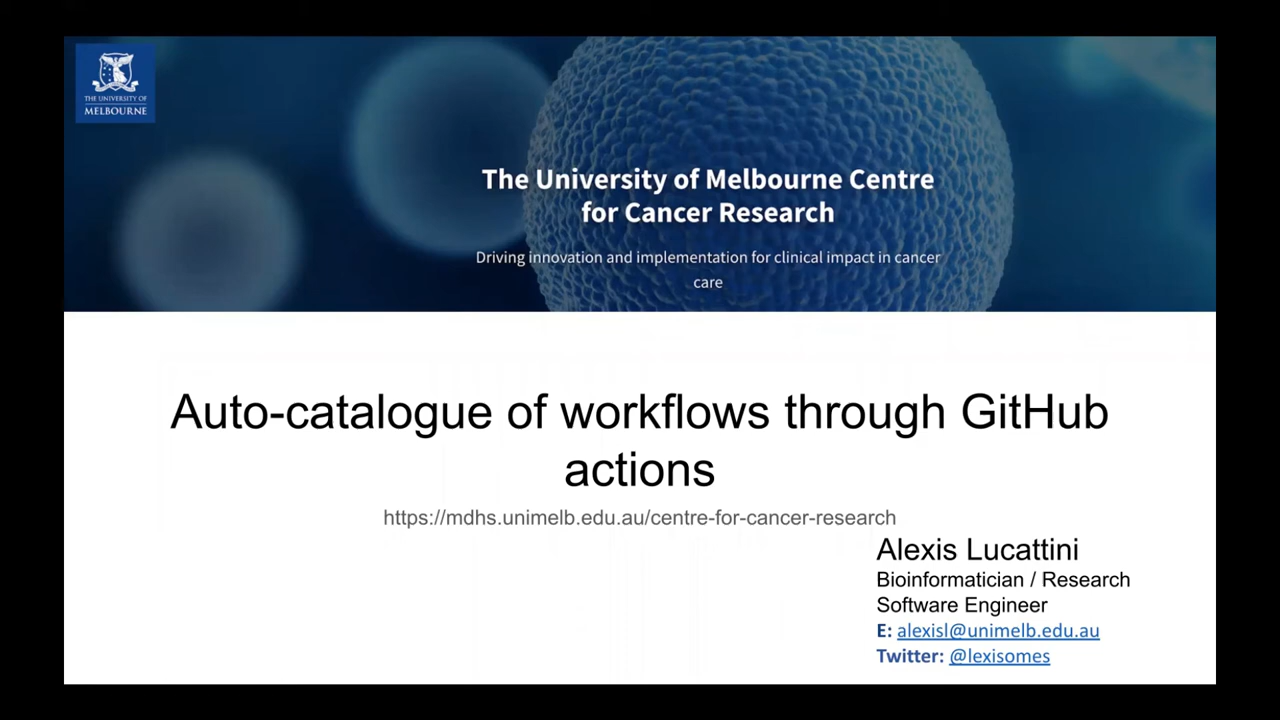 THE UNIVERSITY OF
MELBOURNE
The University of Melbourne Centre
for Cancer Research
Driving innovation and implementation for clinical impact in cancer
care
Auto-catalogue of workflows through GitHub
actions
https://mdhs.unimelb.edu.au/centre-for-cancer-research
Alexis Lucattini
Bioinformatician / Research
Software Engineer
E: alexisl@unimelb.edu.au
Twitter: @lexisomes